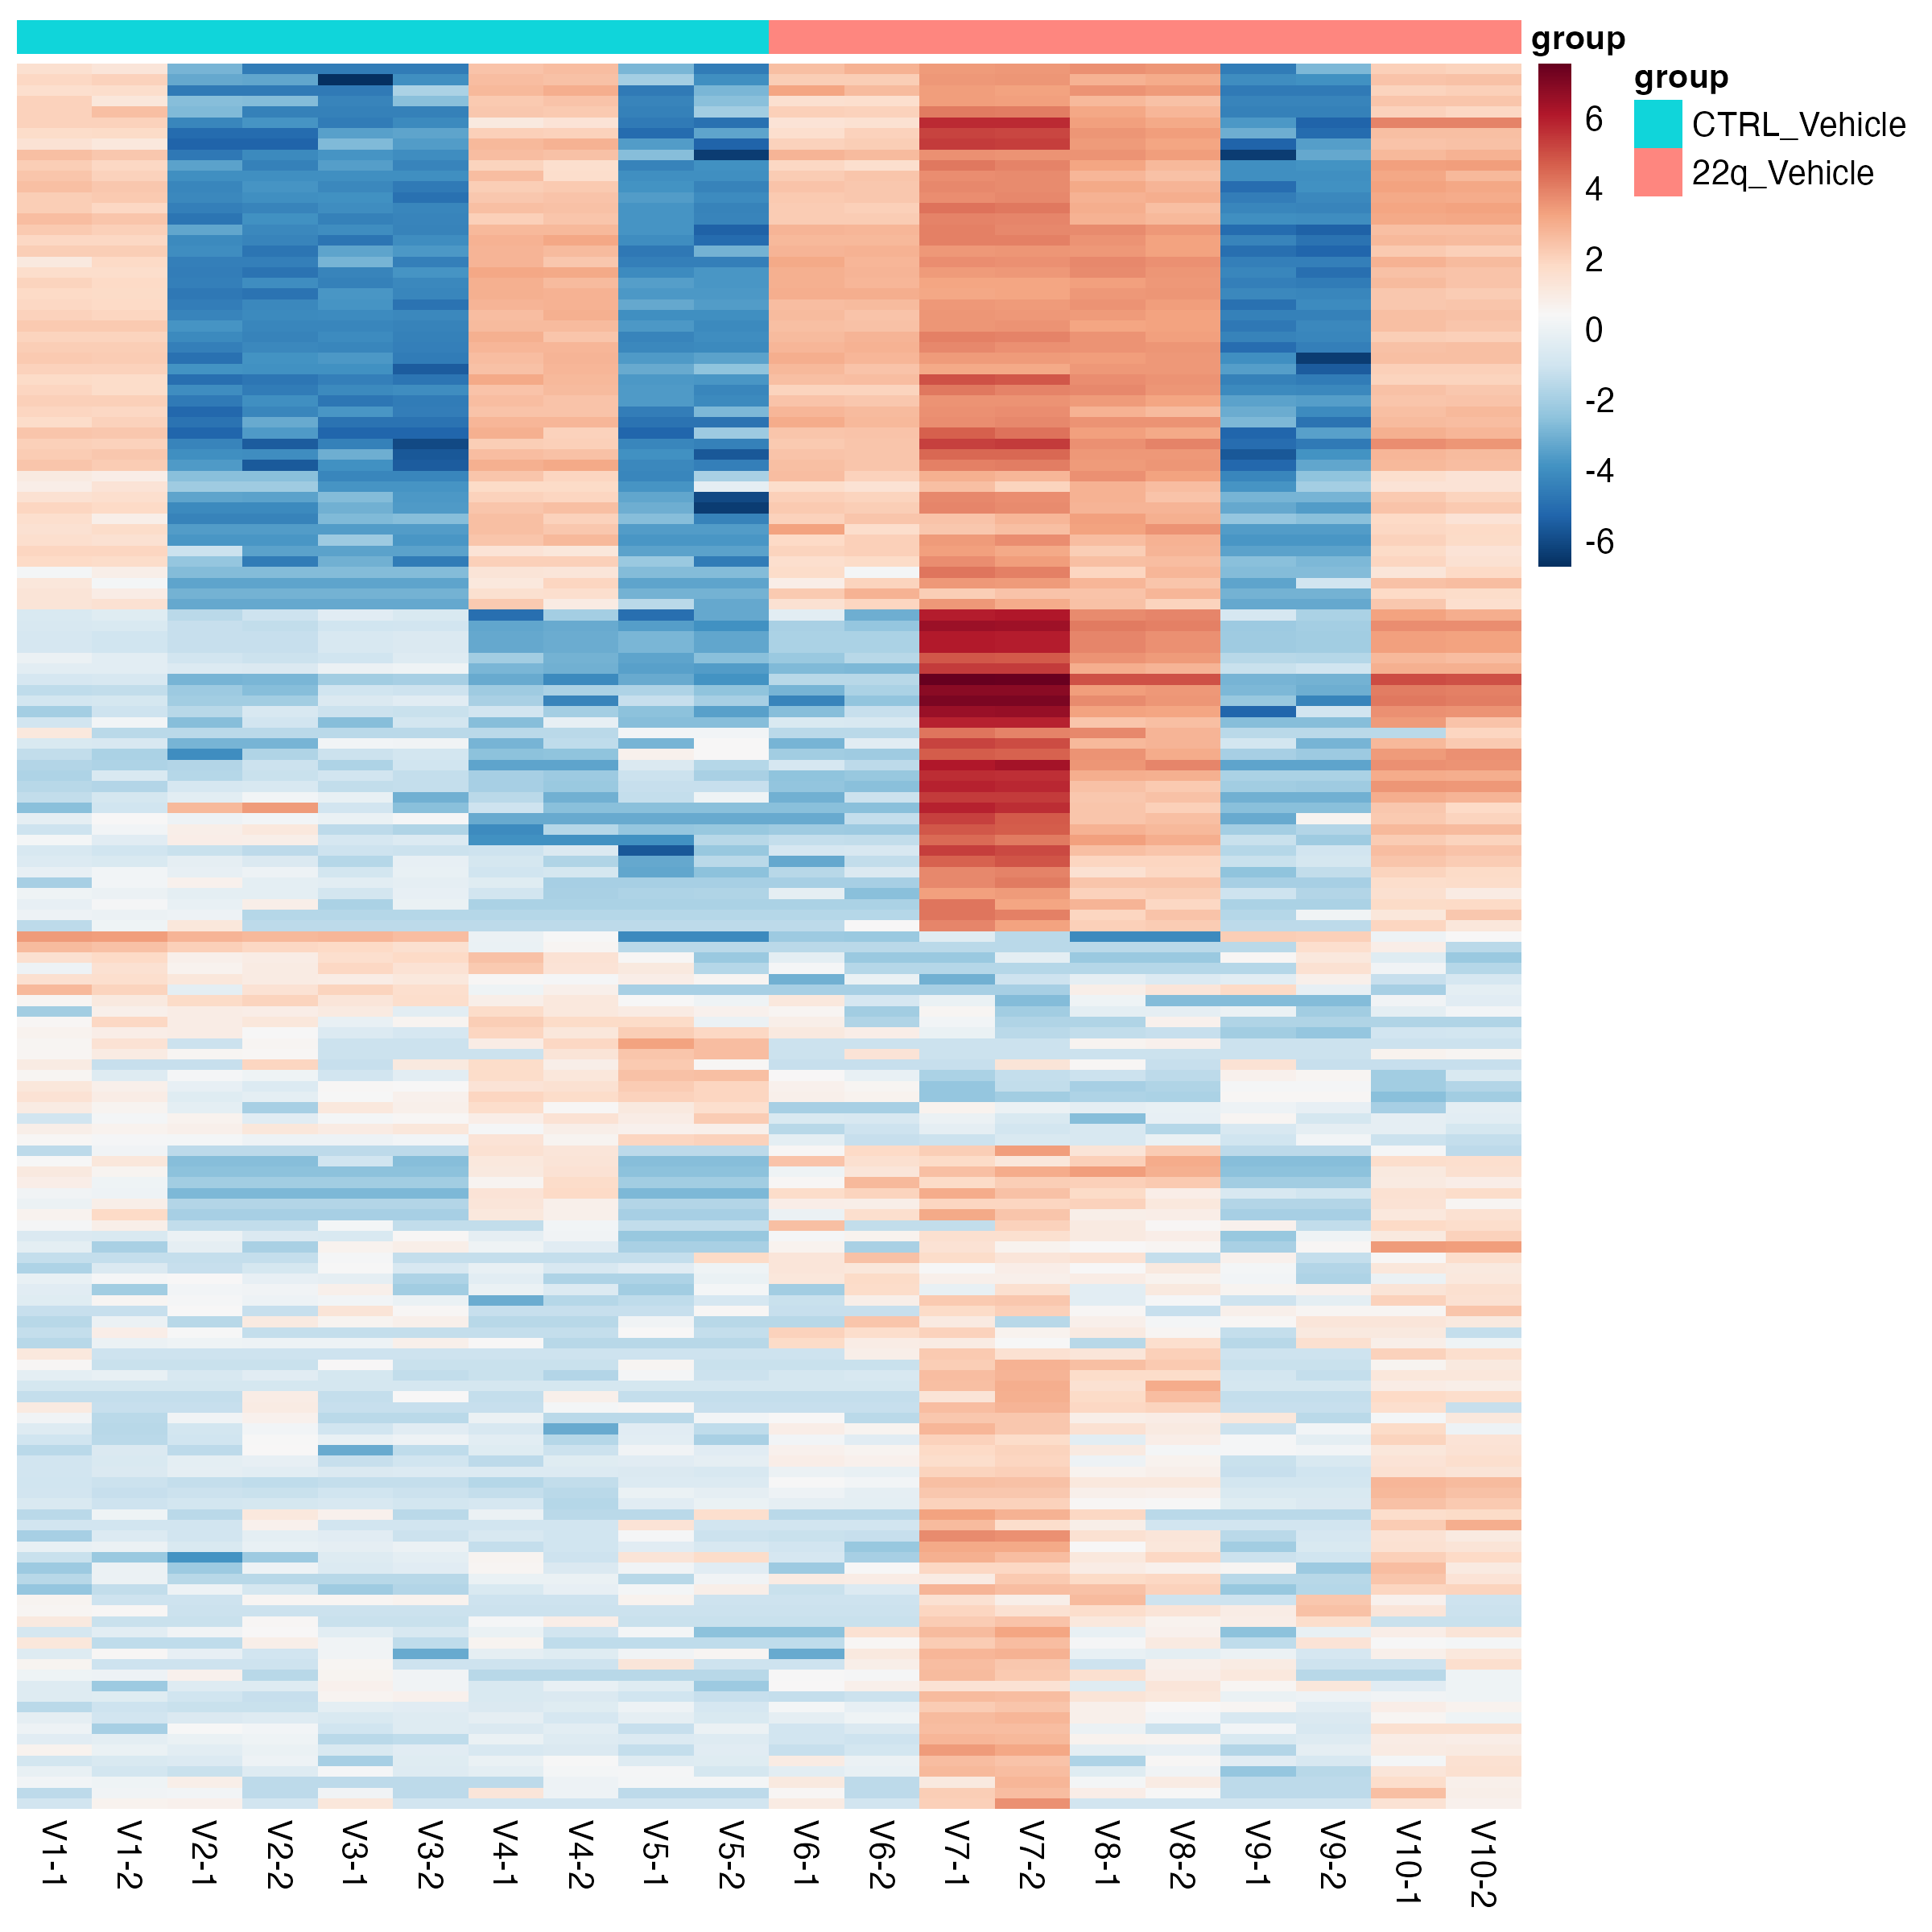 group
6
4
2
0
-2
-4
-6
group
CTRL_Vehicle
22q_Vehicle
V1-1
V1-2
V2-1
V2-2
V3-1
V3-2
V4-1
V4-2
V5-1
V5-2
V6-1
V6-2
V7-1
V7-2
V8-1
V8-2
V9-1
V9-2
V10-1
V10-2